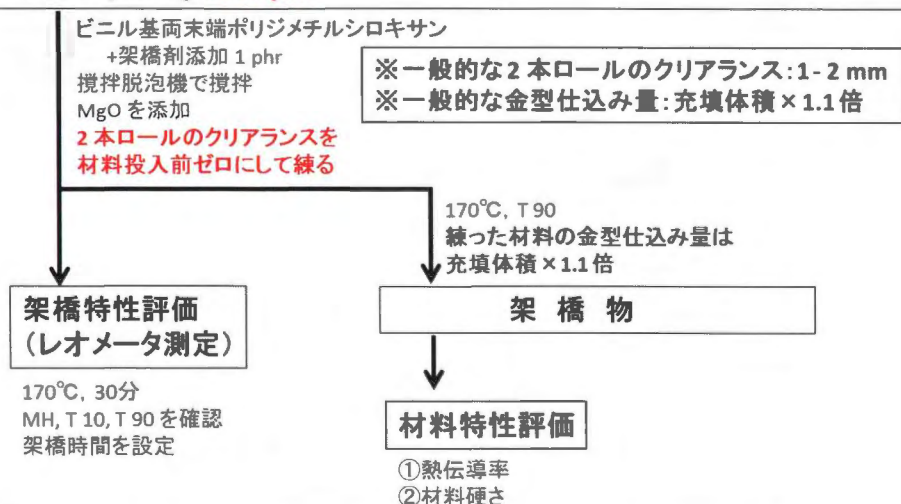 ビニル基両末端ポリジメチルシロキサン
+架橋剤添加 1 phr
撹拌脱泡機で撹拌
MgO を添加
2 本ロールのクリアランスを
材料投入前ゼロにして練る
※一般的な2 本ロールのクリアランス:1- 2 mm
※一般的な金型仕込み量:充填体積×1.1倍
170℃, T 90
練った材料の金型仕込み量は
充填体積×1.1倍
架橋特性評価
(レオメータ測定)
170℃, 30分
MH, T 10, T 90 を確認
架橋時間を設定
架 橋 物
材料特性評価
①熱伝導率
②材料硬さ